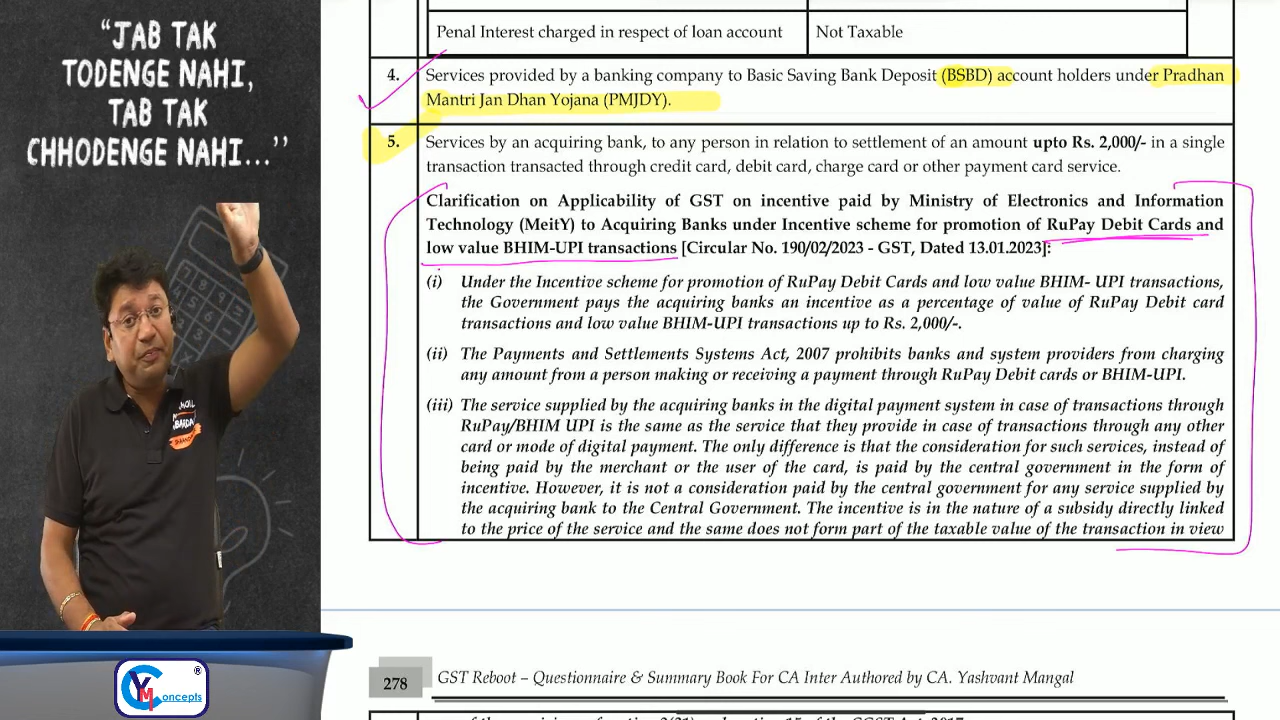 “JAB TAK
TODENGE NAHI,
TAB TAK
CHHODENGE NAHI...’’
Penal Interest charged in respect of loan account Not Taxable
4. Services provided by a banking company to Basic Saving Bank Deposit (BSBD) account holders under Pradhan
Mantri Jan Dhan Yojana (PMJDY).
5. Services by an acquiring bank, to any person in relation to settlement of an amount upto Rs. 2,000/- in a single
transaction transacted through credit card, debit card, charge card or other payment card service.
Clarification on Applicability of GST on incentive paid by Ministry of Electronics and Information
Technology (MeitY) to Acquiring Banks under Incentive scheme for promotion of RuPay Debit Cards and
low value BHIM-UPI transactions [Circular No. 190/02/2023 - GST, Dated 13.01.2023]:
(i) Under the Incentive scheme for promotion of RuPay Debit Cards and low value BHIM- UPI transactions,
the Government pays the acquiring banks an incentive as a percentage of value of RuPay Debit card
transactions and low value BHIM-UPI transactions up to Rs. 2,000/-.
(ii) The Payments and Settlements Systems Act, 2007 prohibits banks and system providers from charging
any amount from a person making or receiving a payment through RuPay Debit cards or BHIM-UPI.
(iii) The service supplied by the acquiring banks in the digital payment system in case of transactions through
RuPay/BHIM UPI is the same as the service that they provide in case of transactions through any other
card or mode of digital payment. The only difference is that the consideration for such services, instead of
being paid by the merchant or the user of the card, is paid by the central government in the form of
incentive. However, it is not a consideration paid by the central government for any service supplied by
the acquiring bank to the Central Government. The incentive is in the nature of a subsidy directly linked
to the price of the service and the same does not form part of the taxable value of the transaction in view
278 GST Reboot – Questionnaire & Summary Book For CA Inter Authored by CA. Yashvant Mangal
CYM
oncepts
®